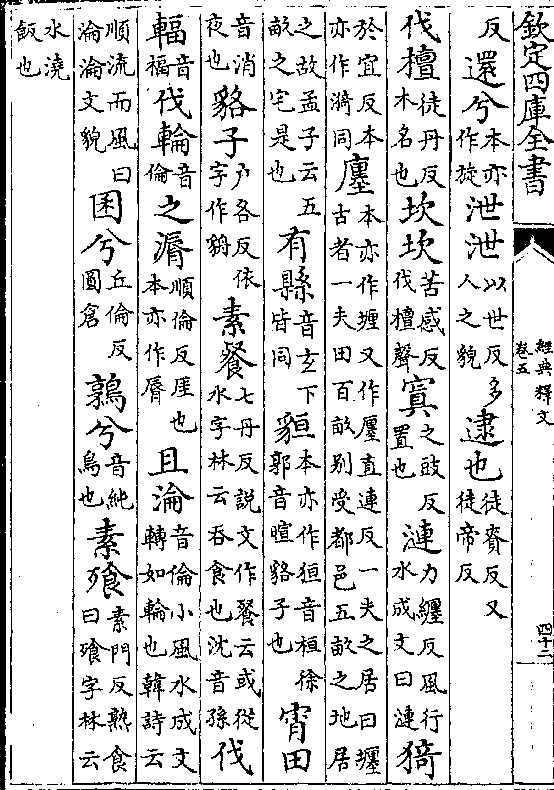 欽定四庫全書 經典釋文 卷五 四十二
反 還兮本亦作旋 泄泄以世反多人之貌 逮也徒賚反又徒帝反
伐檀徒丹反木名也 坎坎苦感反伐檀聲 寘之豉反置也 漣力纏反風行水成文曰漣 猗
於宜反本亦作漪同 廛本亦作壥又作㕓直連反一夫之居曰壥古者一夫田百畝别受都邑五畝之地居
之故孟子云五畝之宅是也 有縣音玄下皆同 貆本亦作狟音桓徐郭音暄貉子也 宵田
音消夜也 貉子户各反依字作貈 素餐七丹反說文作餐云或從水字林云吞食也沈音孫 伐
輻音福 伐輪音倫 之漘順倫反厓也本亦作脣 且淪音倫小風水成文轉如輪也韓詩云
順流而風曰淪淪文貌 囷兮丘倫反圓倉 鶉兮音純鳥也 素飱素門反熟食曰飱字林云
水澆飯也